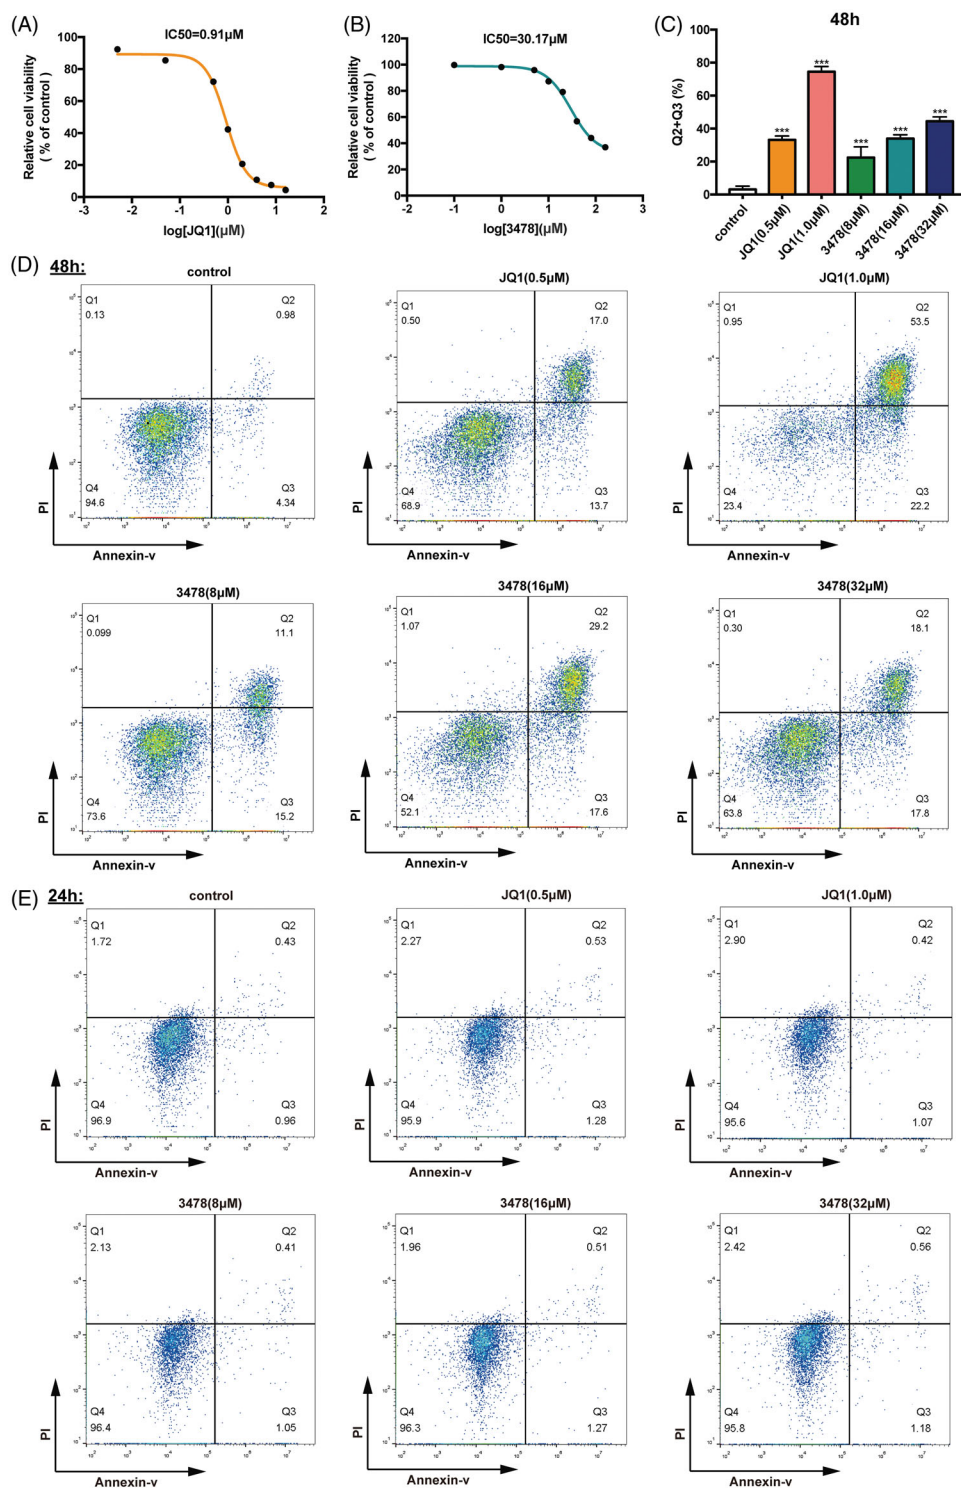 (A)
IC50=0.91μM
Relative cell viability
( % of control)
100
80
60
40
20
0
-3
-2
-1
0
1
2
log[JQ1](μM)
(B)
IC50=30.17μM
Relative cell viability
( % of control)
120
100
80
60
40
20
0
-2
-1
0
1
2
3
log[3478](μM)
(C)
48h
Q2+Q3 (%)
100
80
60
40
20
0
***
***
***
***
***
control
JQ1(0.5μM)
JQ1(1.0μM)
3478(8μM)
3478(16μM)
3478(32μM)
(D)
48h:
control
Q1
0.13
Q2
0.98
Q4
94.6
Q3
4.34
PI
Annexin-v
JQ1(0.5μM)
Q1
0.50
Q2
17.0
Q4
68.9
Q3
13.7
PI
Annexin-v
JQ1(1.0μM)
Q1
0.95
Q2
53.5
Q4
23.4
Q3
22.2
PI
Annexin-v
3478(8μM)
Q1
0.099
Q2
11.1
Q4
73.6
Q3
15.2
PI
Annexin-v
3478(16μM)
Q1
1.07
Q2
29.2
Q4
52.1
Q3
17.6
PI
Annexin-v
3478(32μM)
Q1
0.30
Q2
18.1
Q4
63.8
Q3
17.8
PI
Annexin-v
(E)
24h:
control
Q1
1.72
Q2
0.43
Q4
96.9
Q3
0.96
PI
Annexin-v
JQ1(0.5μM)
Q1
2.27
Q2
0.53
Q4
95.9
Q3
1.28
PI
Annexin-v
JQ1(1.0μM)
Q1
2.90
Q2
0.42
Q4
95.6
Q3
1.07
PI
Annexin-v
3478(8μM)
Q1
2.13
Q2
0.41
Q4
96.4
Q3
1.05
PI
Annexin-v
3478(16μM)
Q1
1.96
Q2
0.51
Q4
96.3
Q3
1.27
PI
Annexin-v
3478(32μM)
Q1
2.42
Q2
0.56
Q4
95.8
Q3
1.18
PI
Annexin-v